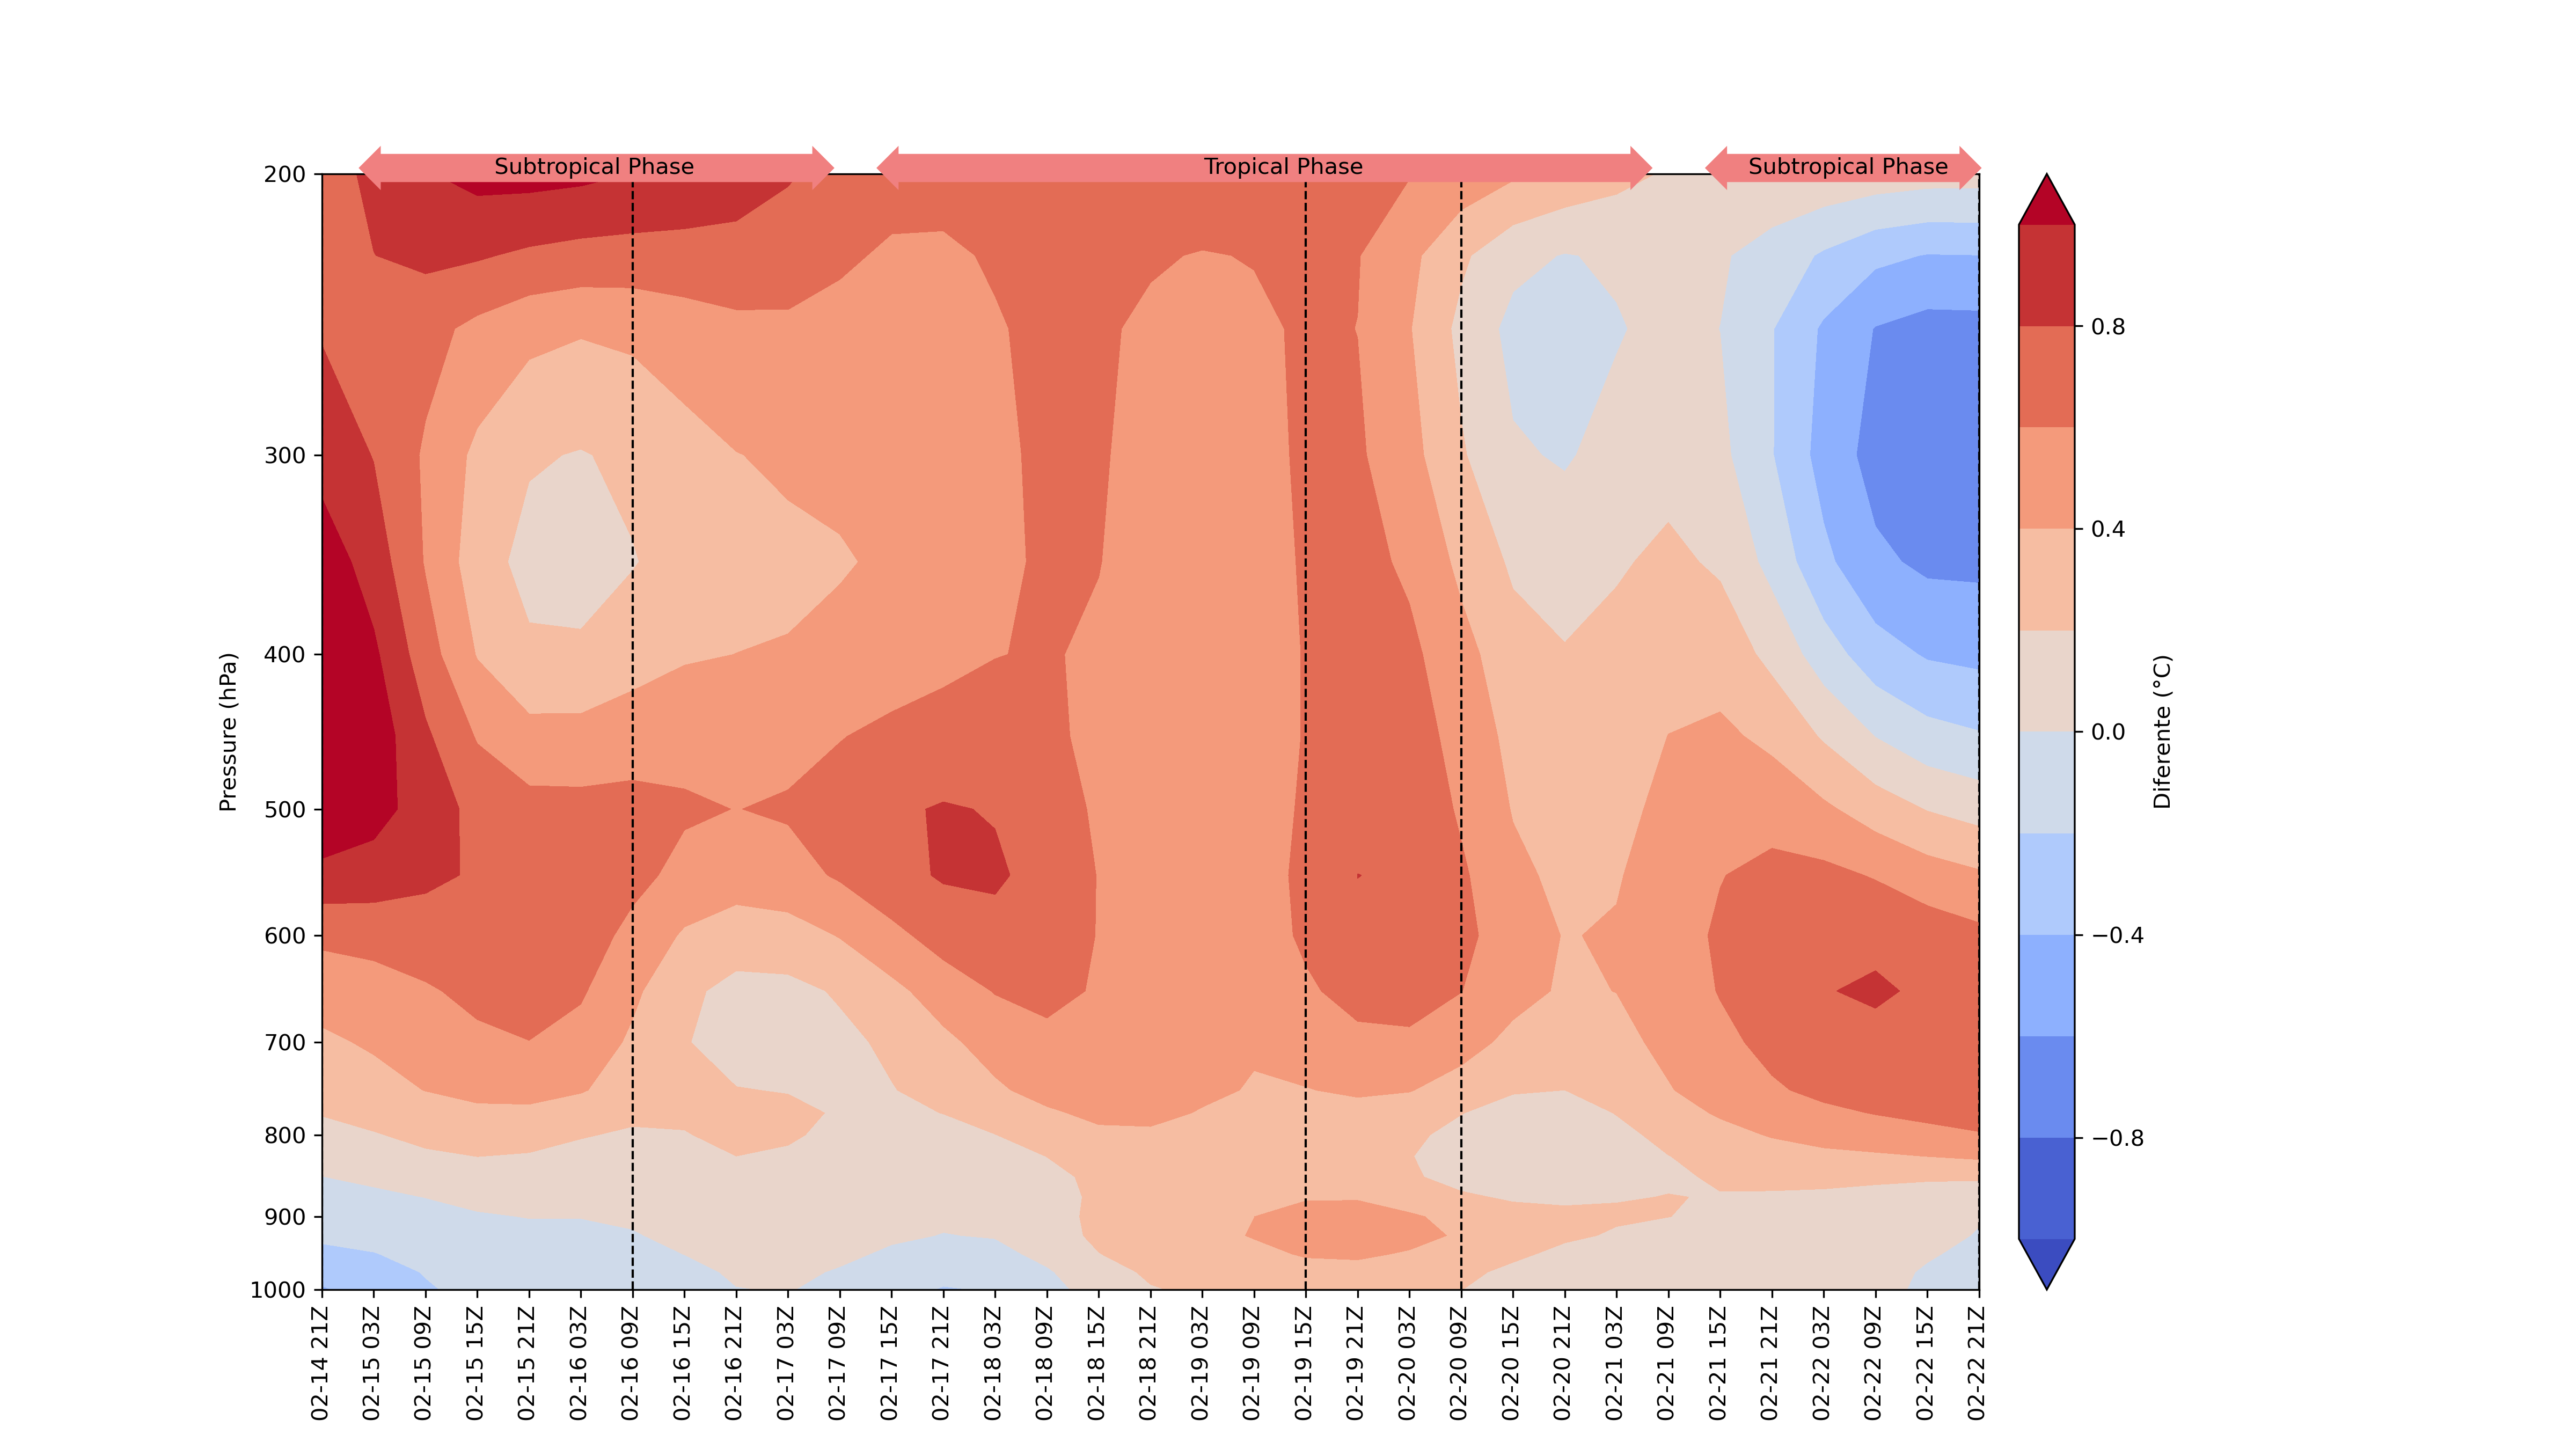 Subtropical Phase
Tropical Phase
Subtropical Phase
Pressure (hPa)
200
300
400
500
600
700
800
900
1000
02-14 21Z
02-15 03Z
02-15 09Z
02-15 15Z
02-15 21Z
02-16 03Z
02-16 09Z
02-16 15Z
02-16 21Z
02-17 03Z
02-17 09Z
02-17 15Z
02-17 21Z
02-18 03Z
02-18 09Z
02-18 15Z
02-18 21Z
02-19 03Z
02-19 09Z
02-19 15Z
02-19 21Z
02-20 03Z
02-20 09Z
02-20 15Z
02-20 21Z
02-21 03Z
02-21 09Z
02-21 15Z
02-21 21Z
02-22 03Z
02-22 09Z
02-22 15Z
02-22 21Z
0.8
0.4
0.0
−0.4
−0.8
Diferente (°C)